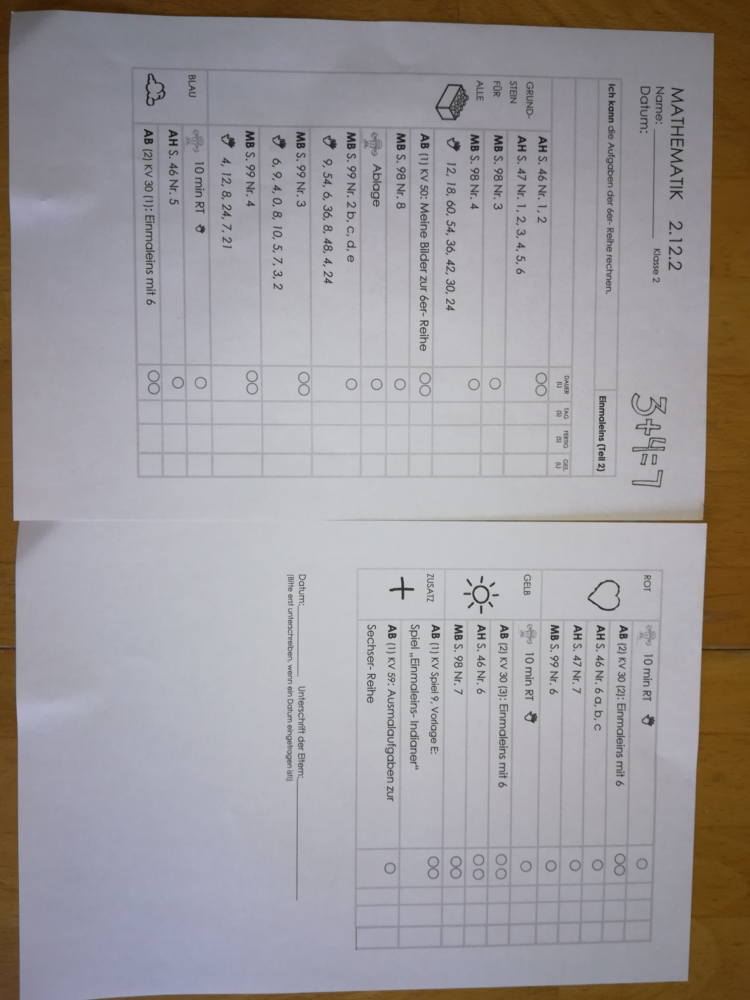 MATHEMATIK 2.12.2
Name: Klasse 2
Datum:
3+4=7
Ich kann die Aufgaben der 6er- Reihe rechnen. Einmaleins (Teil 2)
DAUER (L) TAG (S) FERTIG (S) GES. (L)
GRUND-
STEIN
FÜR
ALLE
AH S. 46 Nr. 1, 2
AH S. 47 Nr. 1, 2, 3, 4, 5, 6
MB S. 98 Nr. 3
MB S. 98 Nr. 4
12, 18, 60, 54, 36, 42, 30, 24
AB (1) KV 50: Meine Bilder zur 6er- Reihe
MB S. 98 Nr. 8
Ablage
MB S. 99 Nr. 2 b, c, d, e
9, 54, 6, 36, 8, 48, 4, 24
MB S. 99 Nr. 3
6, 9, 4, 0, 8, 10, 5, 7, 3, 2
MB S. 99 Nr. 4
4, 12, 8, 24, 7, 21
BLAU
10 min RT
AH S. 46 Nr. 5
AB (2) KV 30 (1): Einmaleins mit 6
ROT
10 min RT
AB (2) KV 30 (2): Einmaleins mit 6
AH S. 46 Nr. 6 a, b, c
AH S. 47 Nr. 7
MB S. 99 Nr. 6
GELB
10 min RT
AB (2) KV 30 (3): Einmaleins mit 6
AH S. 46 Nr. 6
MB S. 98 Nr. 7
ZUSATZ
AB (1) KV Spiel 9, Vorlage E:
Spiel „Einmaleins- Indianer“
AB (1) KV 59: Ausmalaufgaben zur
Sechser- Reihe
Datum: Unterschrift der Eltern:
(Bitte erst unterschreiben, wenn ein Datum eingetragen ist!)